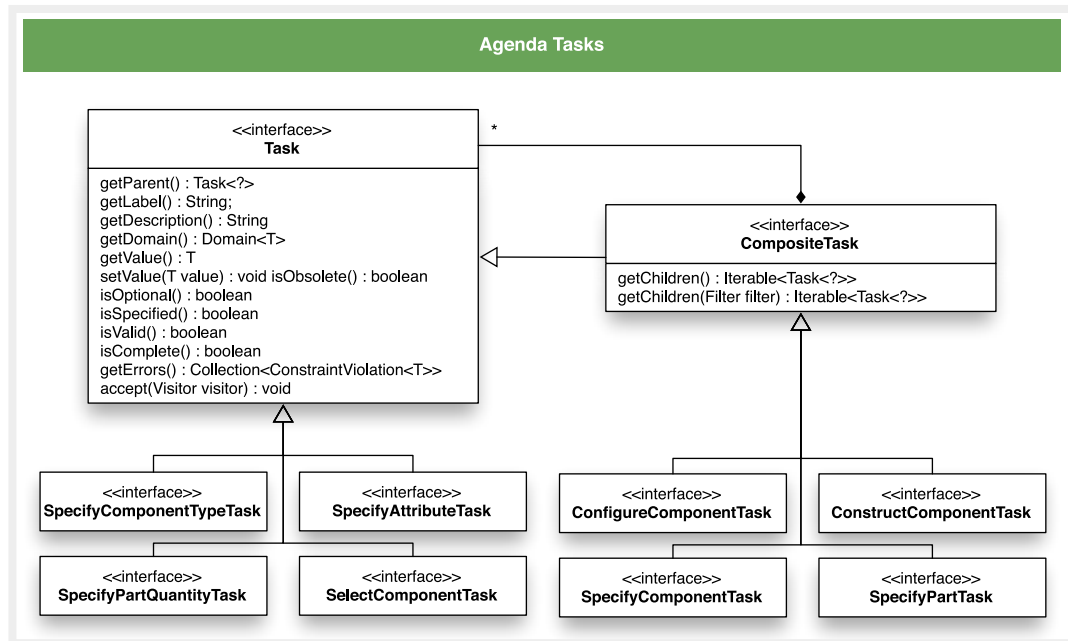 Agenda Tasks
<<interface>>
Task
getParent() : Task<?>
getLabel() : String;
getDescription() : String
getDomain() : Domain<T>
getValue() : T
setValue(T value) : void isObsolete() : boolean
isOptional() : boolean
isSpecified() : boolean
isValid() : boolean
isComplete() : boolean
getErrors() : Collection<ConstraintViolation<T>>
accept(Visitor visitor) : void
*
<<interface>>
CompositeTask
getChildren() : Iterable<Task<?>>
getChildren(Filter filter) : Iterable<Task<?>>
<<interface>>
SpecifyComponentTypeTask
<<interface>>
SpecifyAttributeTask
<<interface>>
SpecifyPartQuantityTask
<<interface>>
SelectComponentTask
<<interface>>
ConfigureComponentTask
<<interface>>
ConstructComponentTask
<<interface>>
SpecifyComponentTask
<<interface>>
SpecifyPartTask